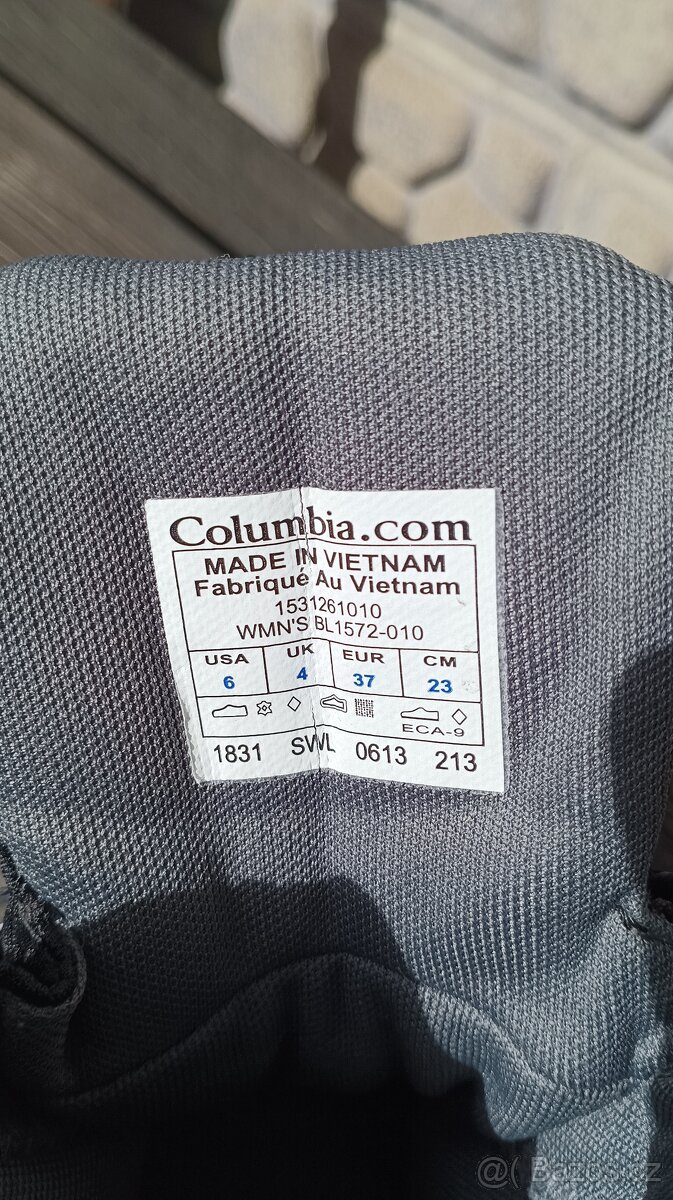 Columbia.com
MADE IN VIETNAM
Fabriqué Au Vietnam
1531261010
WMN'S BL1572-010
USA UK EUR CM
6 4 37 23
ECA-9
1831 SWL 0613 213